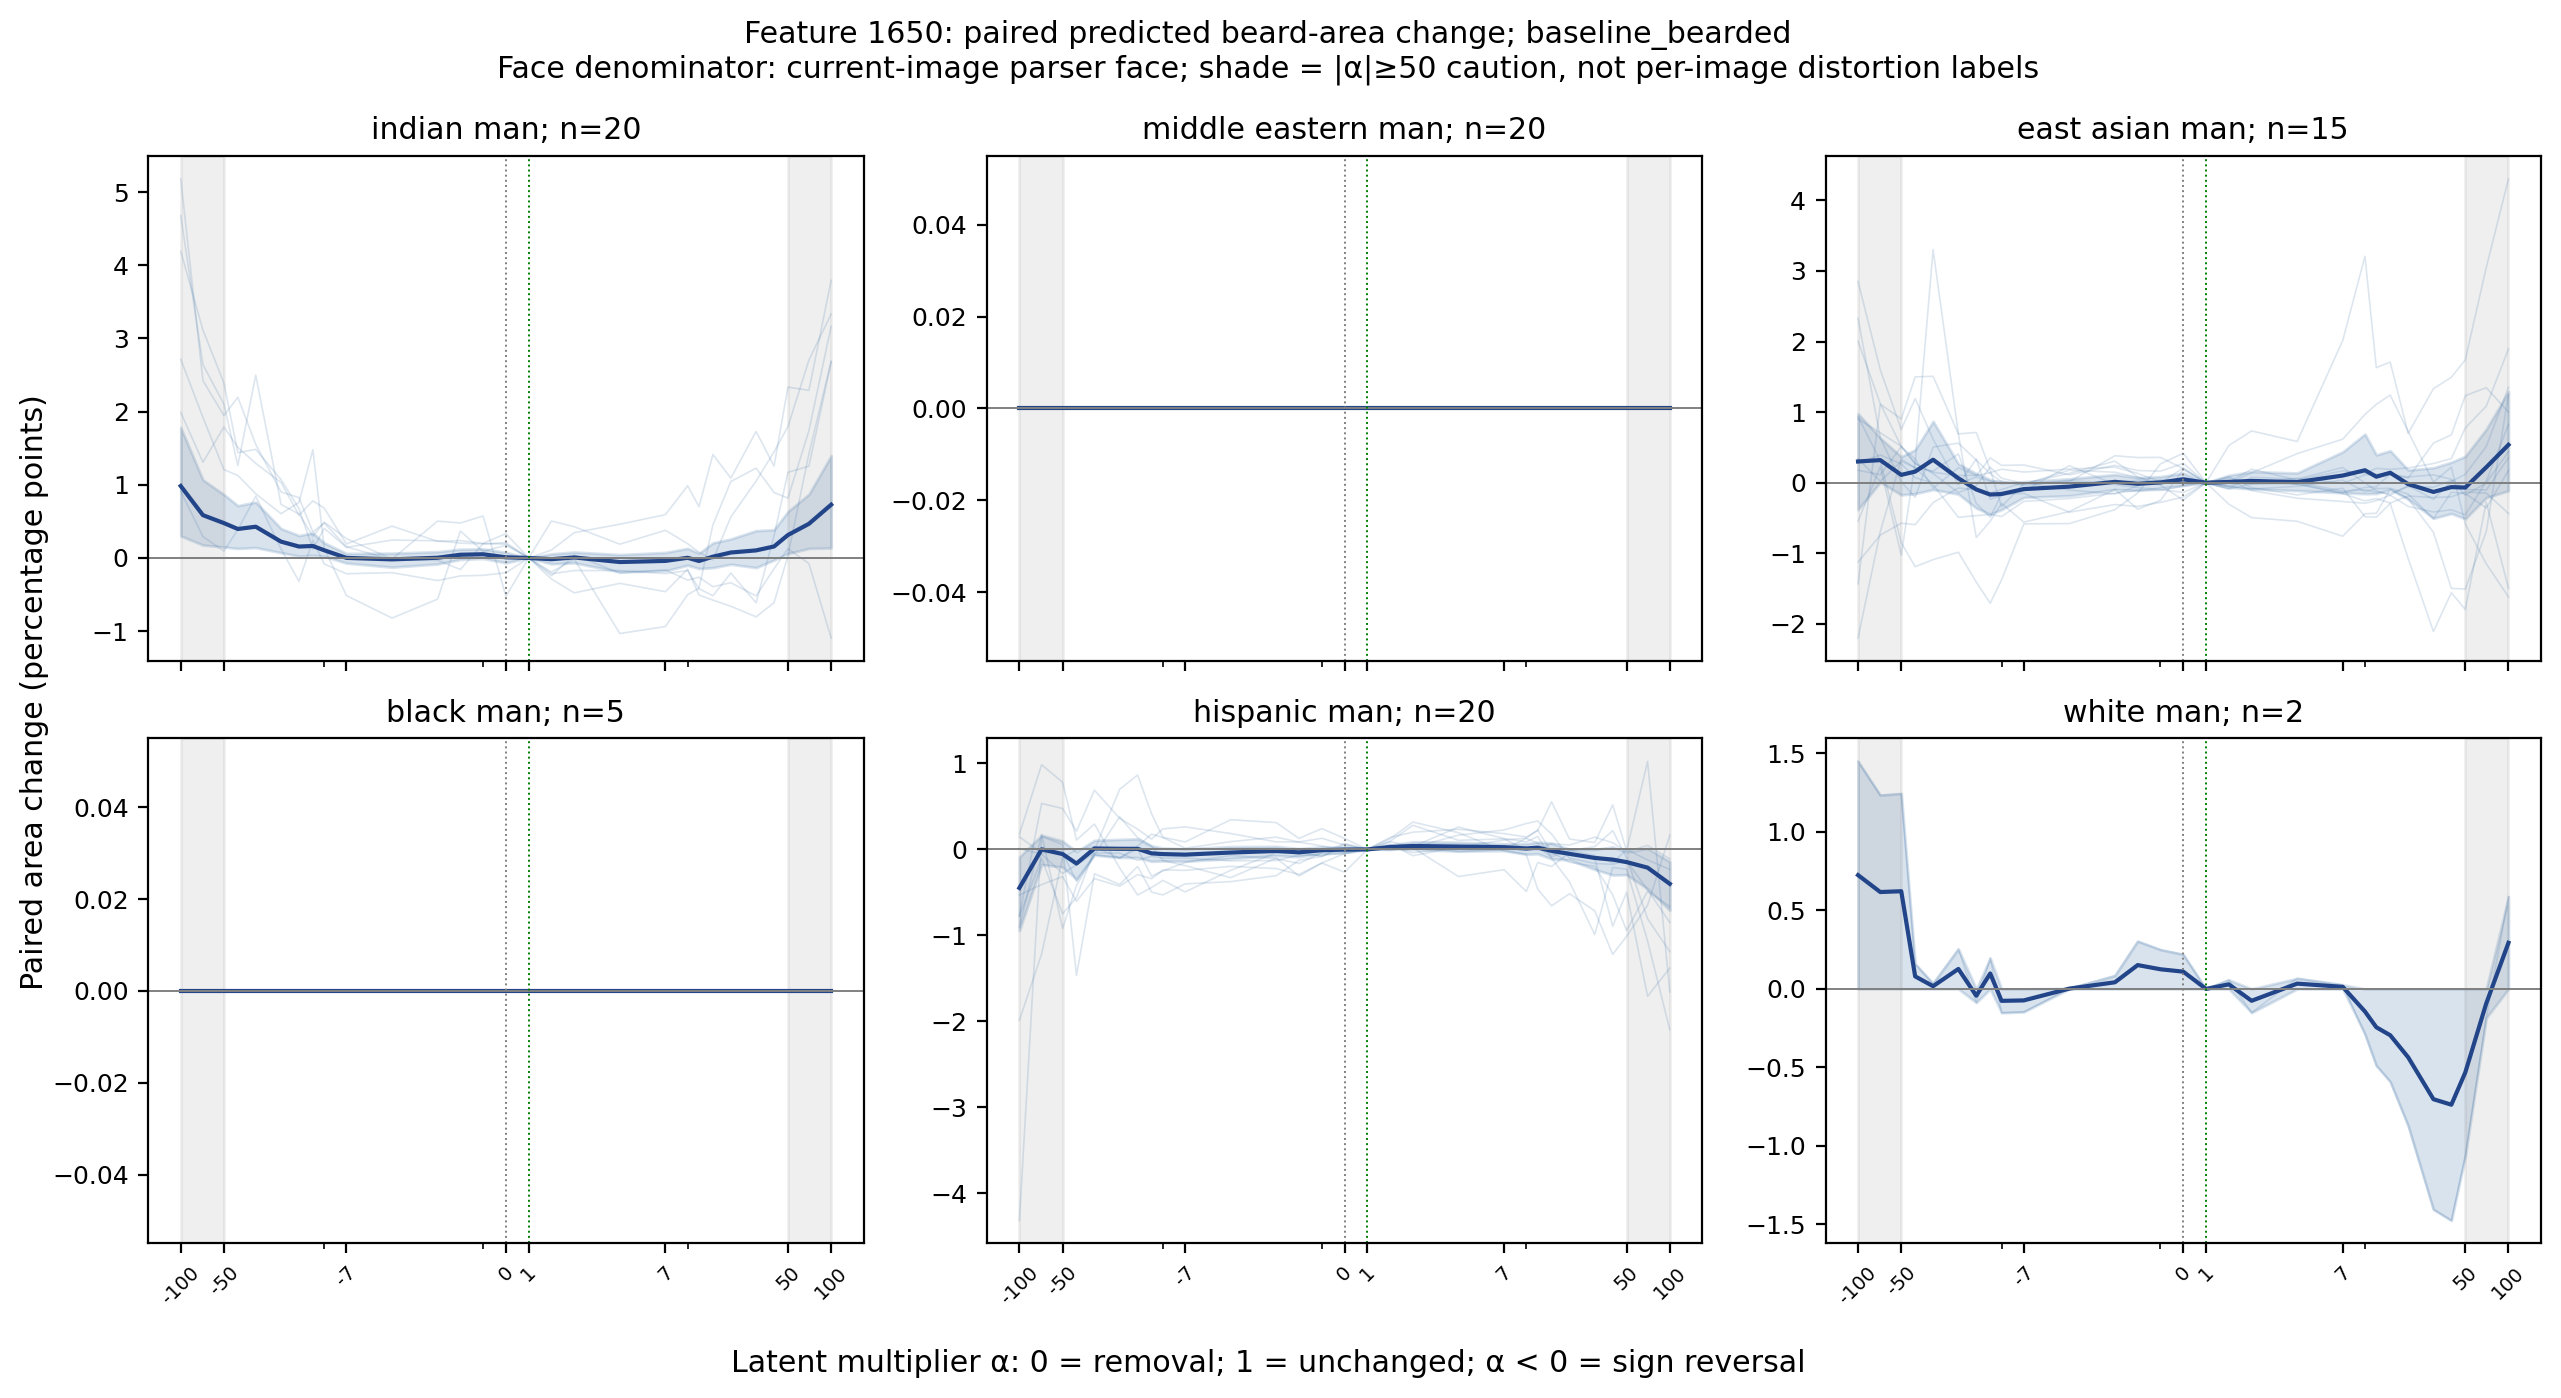 Feature 1650: paired predicted beard-area change; baseline_bearded
Face denominator: current-image parser face; shade = |α|≥50 caution, not per-image distortion labels
Paired area change (percentage points)
indian man; n=20
5
4
3
2
1
0
−1
middle eastern man; n=20
0.04
0.02
0.00
−0.02
−0.04
east asian man; n=15
4
3
2
1
0
−1
−2
black man; n=5
0.04
0.02
0.00
−0.02
−0.04
-100 -50 -7 0 1 7 50 100
hispanic man; n=20
1
0
−1
−2
−3
−4
-100 -50 -7 0 1 7 50 100
white man; n=2
1.5
1.0
0.5
0.0
−0.5
−1.0
−1.5
-100 -50 -7 0 1 7 50 100
Latent multiplier α: 0 = removal; 1 = unchanged; α < 0 = sign reversal